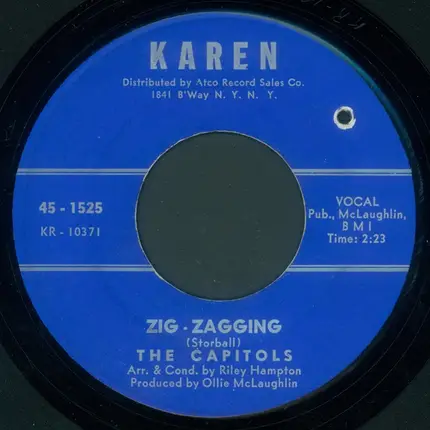 KAREN
Distributed by Atco Record Sales Co.
1841 B'Way N. Y. N. Y.
45 - 1525
KR - 10371
VOCAL
Pub., McLaughlin,
B M I
Time: 2:23
ZIG - ZAGGING
(Storball)
THE CAPITOLS
Arr. & Cond. by Riley Hampton
Produced by Ollie McLaughlin